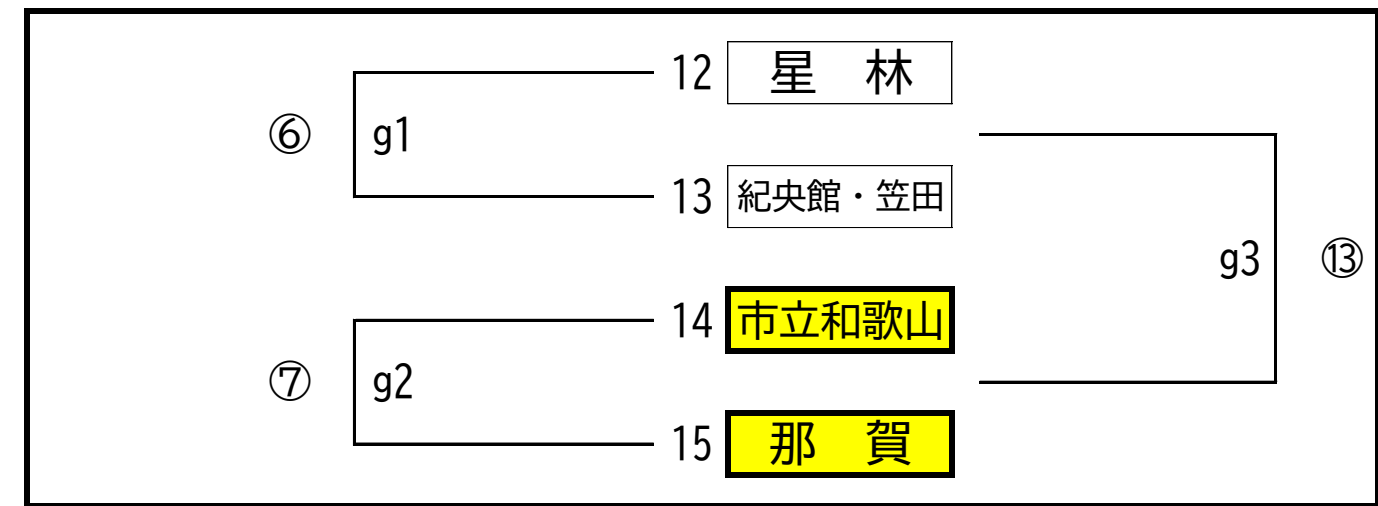 12 星 林
⑥ g1
13 紀央館・笠田
g3 ⑬
14 市立和歌山
⑦ g2
15 那 賀